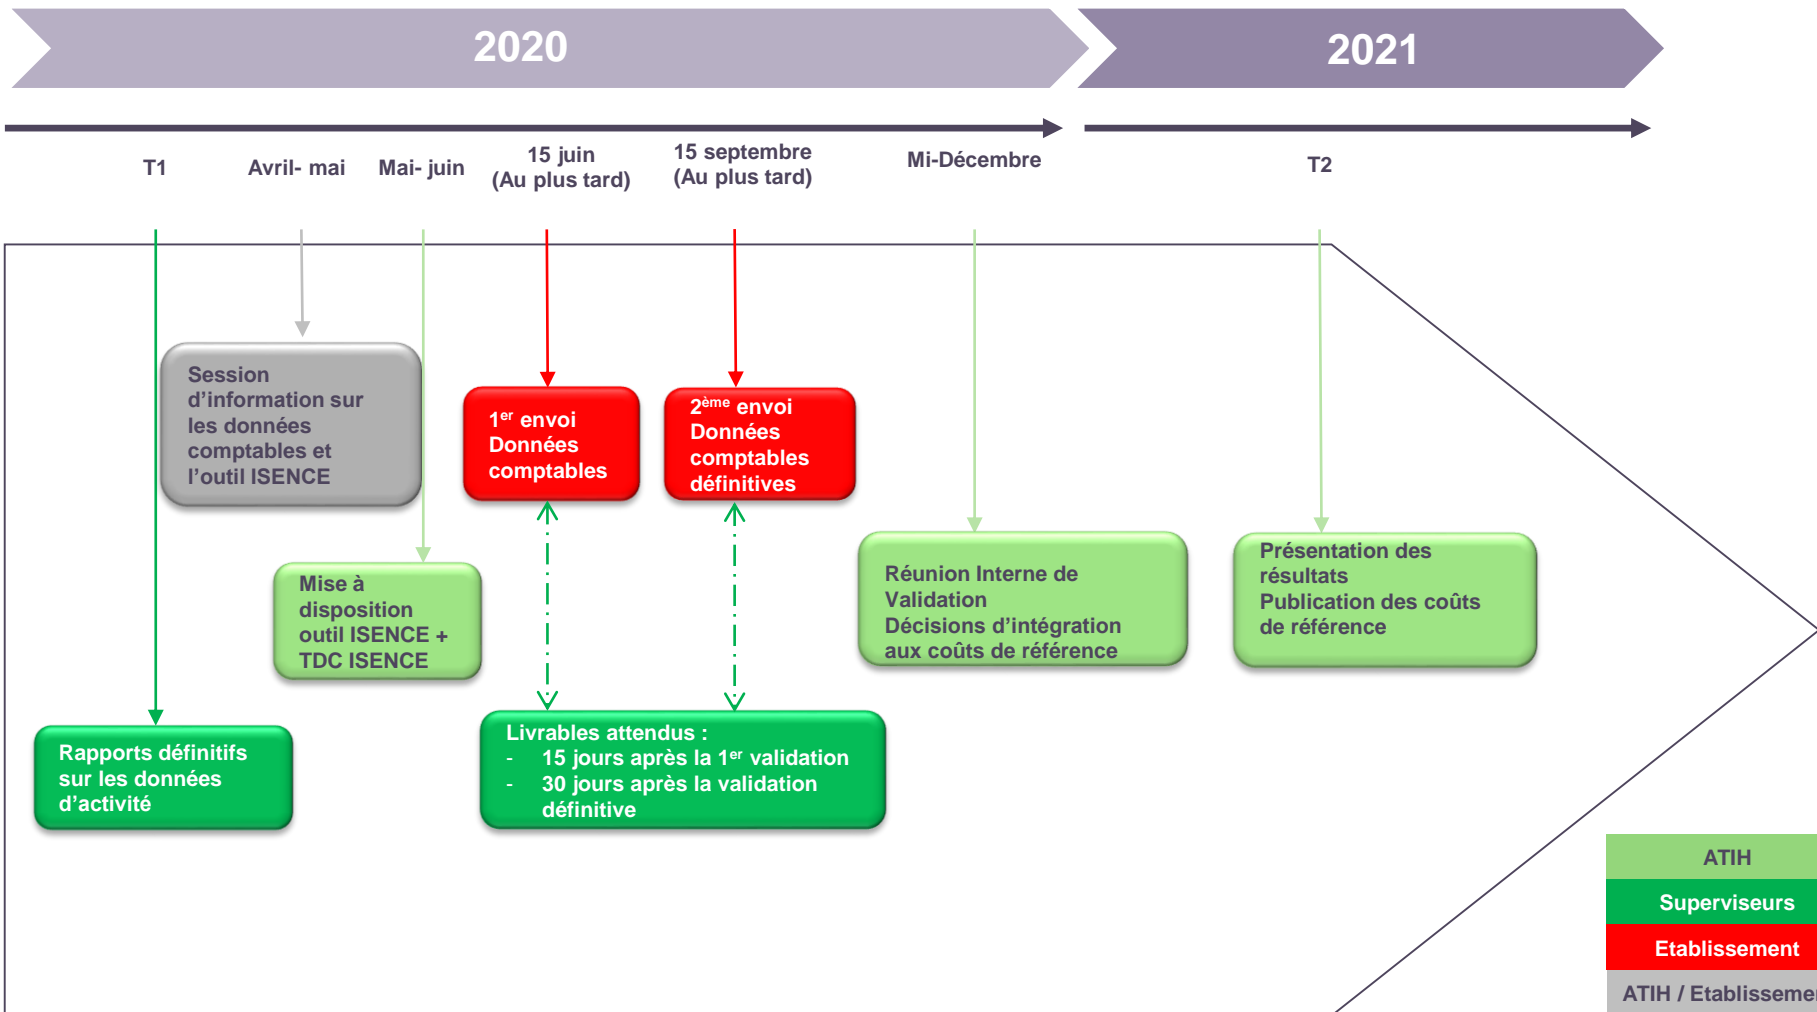 2020
2021
T1
Avril- mai
Mai- juin
15 juin
(Au plus tard)
15 septembre
(Au plus tard)
Mi-Décembre
T2
Session
d’information sur
les données
comptables et
l’outil ISENCE
1er envoi
Données
comptables
2ème envoi
Données
comptables
définitives
Mise à
disposition
outil ISENCE +
TDC ISENCE
Réunion Interne de
Validation
Décisions d’intégration
aux coûts de référence
Présentation des
résultats
Publication des coûts
de référence
Rapports définitifs
sur les données
d’activité
Livrables attendus :
- 15 jours après la 1er validation
- 30 jours après la validation
définitive
ATIH
Superviseurs
Etablissement
ATIH /